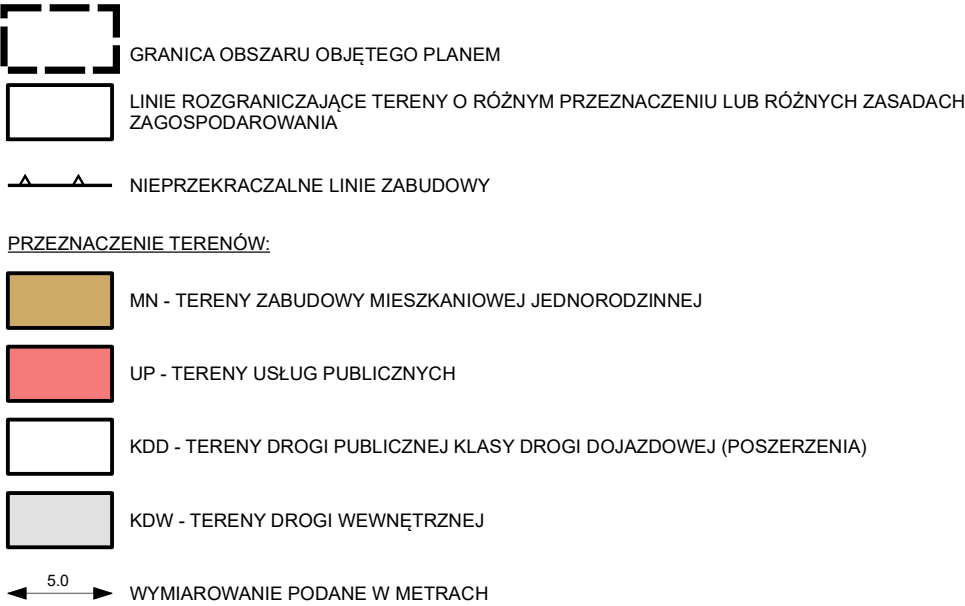 GRANICA OBSZARU OBJĘTEGO PLANEM
LINIE ROZGRANICZAJĄCE TERENY O RÓŻNYM PRZEZNACZENIU LUB RÓŻNYCH ZASADACH
ZAGOSPODAROWANIA
NIEPRZEKRACZALNE LINIE ZABUDOWY
PRZEZNACZENIE TERENÓW:
MN - TERENY ZABUDOWY MIESZKANIOWEJ JEDNORODZINNEJ
UP - TERENY USŁUG PUBLICZNYCH
KDD - TERENY DROGI PUBLICZNEJ KLASY DROGI DOJAZDOWEJ (POSZERZENIA)
KDW - TERENY DROGI WEWNĘTRZNEJ
5.0
WYMIAROWANIE PODANE W METRACH